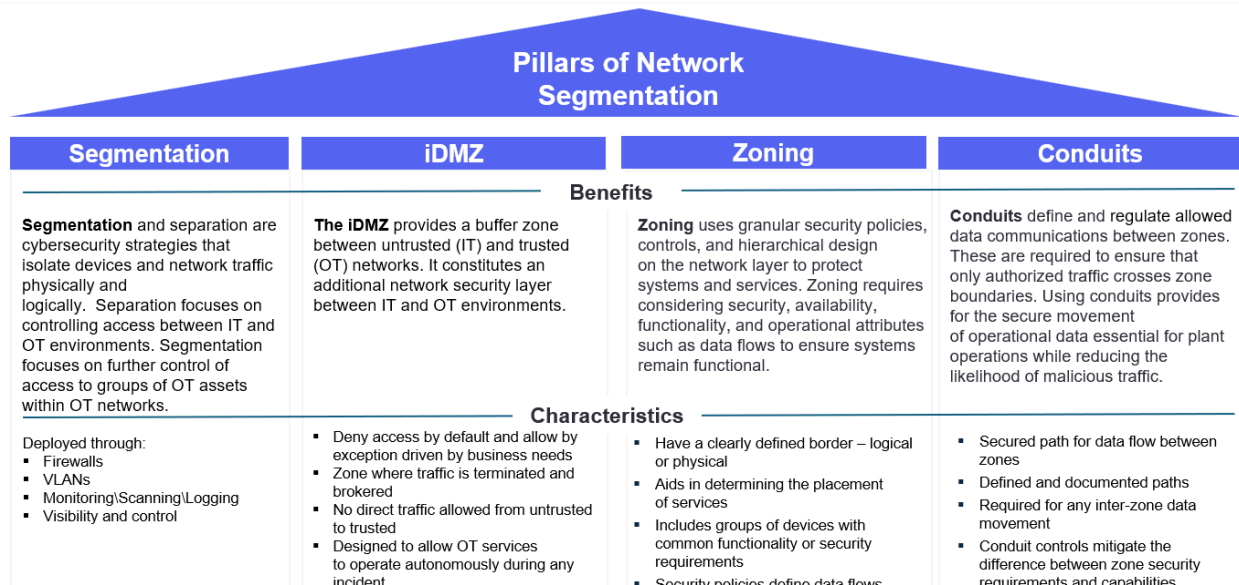 Pillars of Network
Segmentation
Segmentation
iDMZ
Zoning
Conduits
Benefits
Segmentation and separation are
cybersecurity strategies that
isolate devices and network traffic
physically and
logically.  Separation focuses on
controlling access between IT and
OT environments. Segmentation
focuses on further control of
access to groups of OT assets
within OT networks.
The iDMZ provides a buffer zone
between untrusted (IT) and trusted
(OT) networks. It constitutes an
additional network security layer
between IT and OT environments.
Zoning uses granular security policies,
controls, and hierarchical design
on the network layer to protect
systems and services. Zoning requires
considering security, availability,
functionality, and operational attributes
such as data flows to ensure systems
remain functional.
Conduits define and regulate allowed
data communications between zones.
These are required to ensure that
only authorized traffic crosses zone
boundaries. Using conduits provides
for the secure movement
of operational data essential for plant
operations while reducing the
likelihood of malicious traffic.
Characteristics
Deployed through:
▪ Firewalls
▪ VLANs
▪ Monitoring\Scanning\Logging
▪ Visibility and control
▪ Deny access by default and allow by
exception driven by business needs
▪ Zone where traffic is terminated and
brokered
▪ No direct traffic allowed from untrusted
to trusted
▪ Designed to allow OT services
to operate autonomously during any
incident
▪ Have a clearly defined border – logical
or physical
▪ Aids in determining the placement
of services
▪ Includes groups of devices with
common functionality or security
requirements
▪ Security policies define data flows
▪ Secured path for data flow between
zones
▪ Defined and documented paths
▪ Required for any inter-zone data
movement
▪ Conduit controls mitigate the
difference between zone security
requirements and capabilities